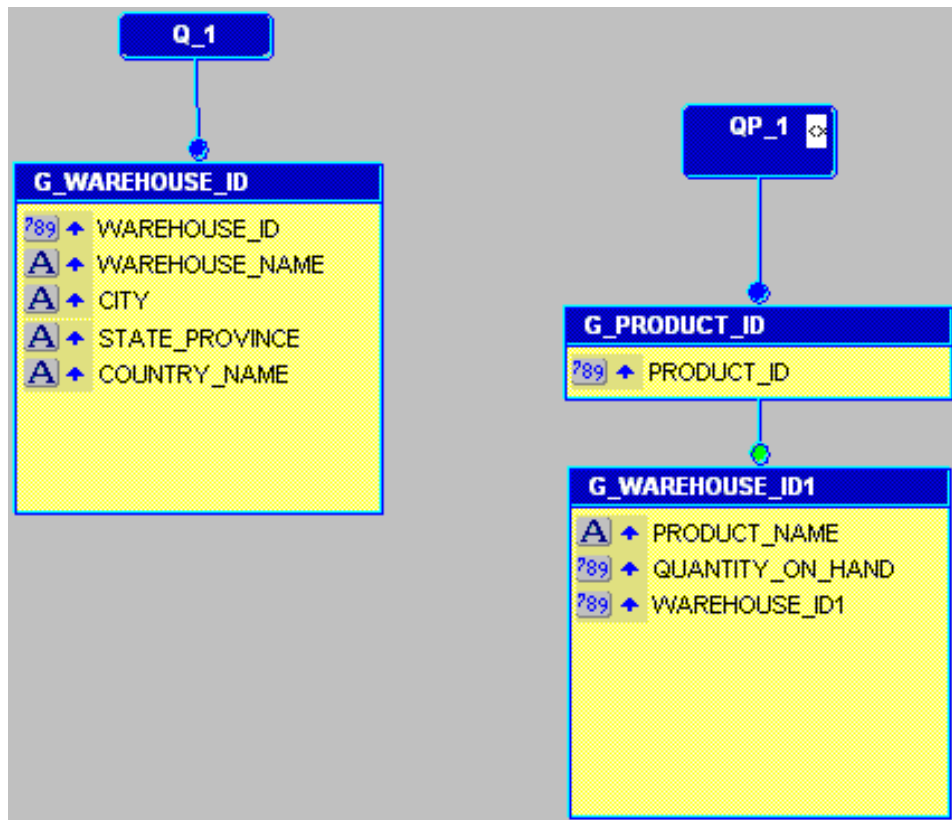 Q_1
G_WAREHOUSE_ID
789 WAREHOUSE_ID
A WAREHOUSE_NAME
A CITY
A STATE_PROVINCE
A COUNTRY_NAME
QP_1 <>
G_PRODUCT_ID
789 PRODUCT_ID
G_WAREHOUSE_ID1
A PRODUCT_NAME
789 QUANTITY_ON_HAND
789 WAREHOUSE_ID1